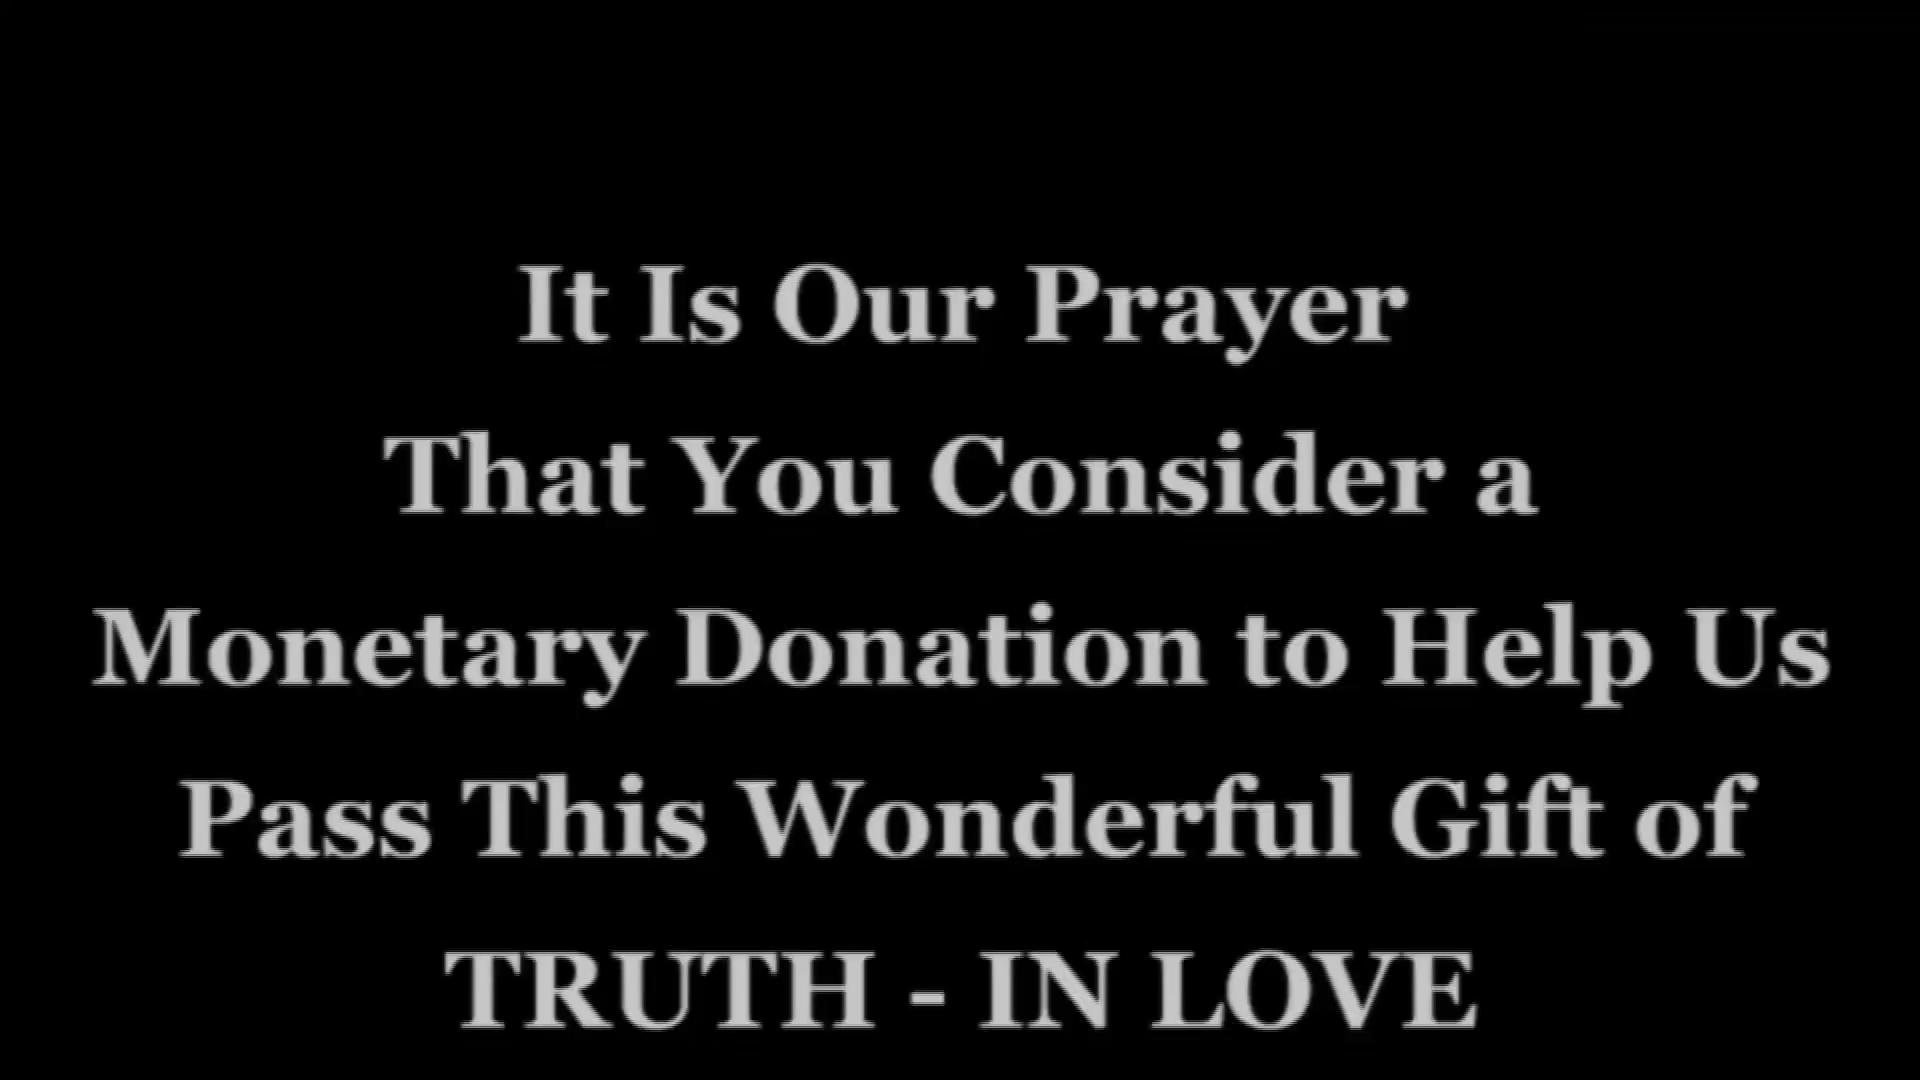 It Is Our Prayer
That You Consider a
Monetary Donation to Help Us
Pass This Wonderful Gift of
TRUTH - IN LOVE